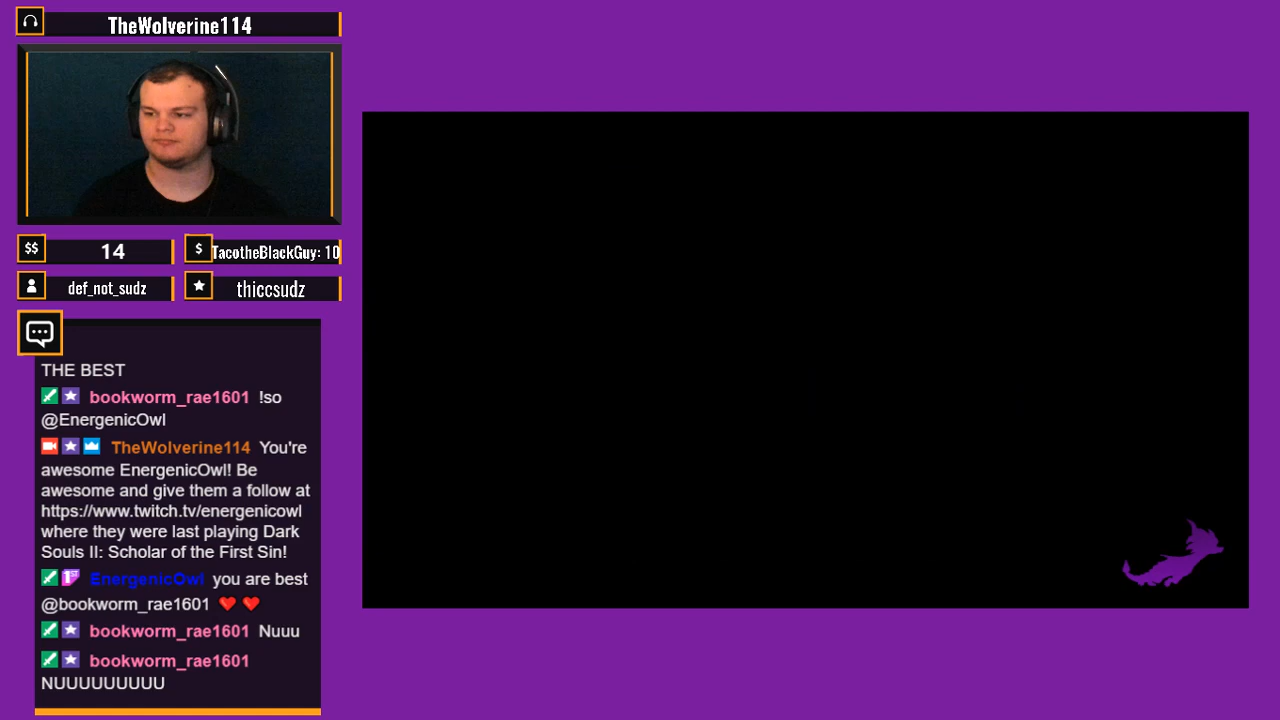 TheWolverine114
$$
14
$
TacotheBlackGuy: 10
def_not_sudz
thiccsudz
THE BEST
bookworm_rae1601 !so
@EnergenicOwl
TheWolverine114 You're
awesome EnergenicOwl! Be
awesome and give them a follow at
https://www.twitch.tv/energenicowl
where they were last playing Dark
Souls II: Scholar of the First Sin!
1ST EnergenicOwl you are best
@bookworm_rae1601 ❤️ ❤️
bookworm_rae1601 Nuuu
bookworm_rae1601
NUUUUUUUUU